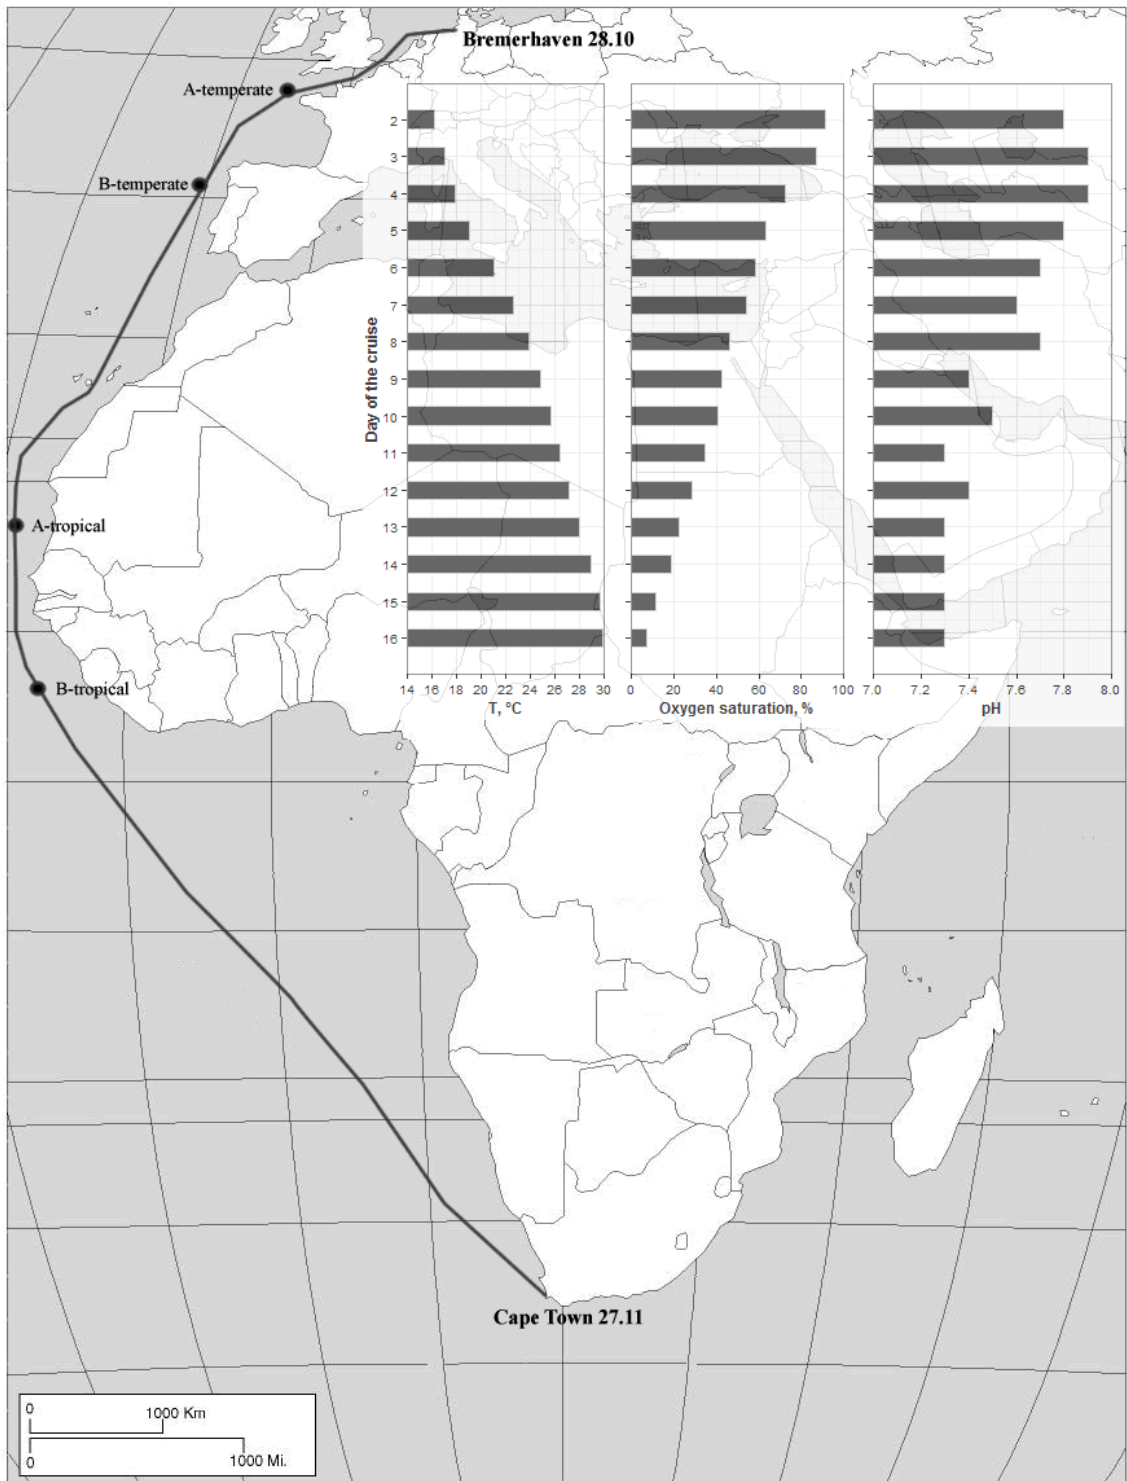 Bremerhaven 28.10
A-temperate
B-temperate
A-tropical
B-tropical
Cape Town 27.11
Day of the cruise
2
3
4
5
6
7
8
9
10
11
12
13
14
15
16
14 16 18 20 22 24 26 28 30
T, °C
0 20 40 60 80 100
Oxygen saturation, %
7.0 7.2 7.4 7.6 7.8 8.0
pH
0 1000 Km
0 1000 Mi.